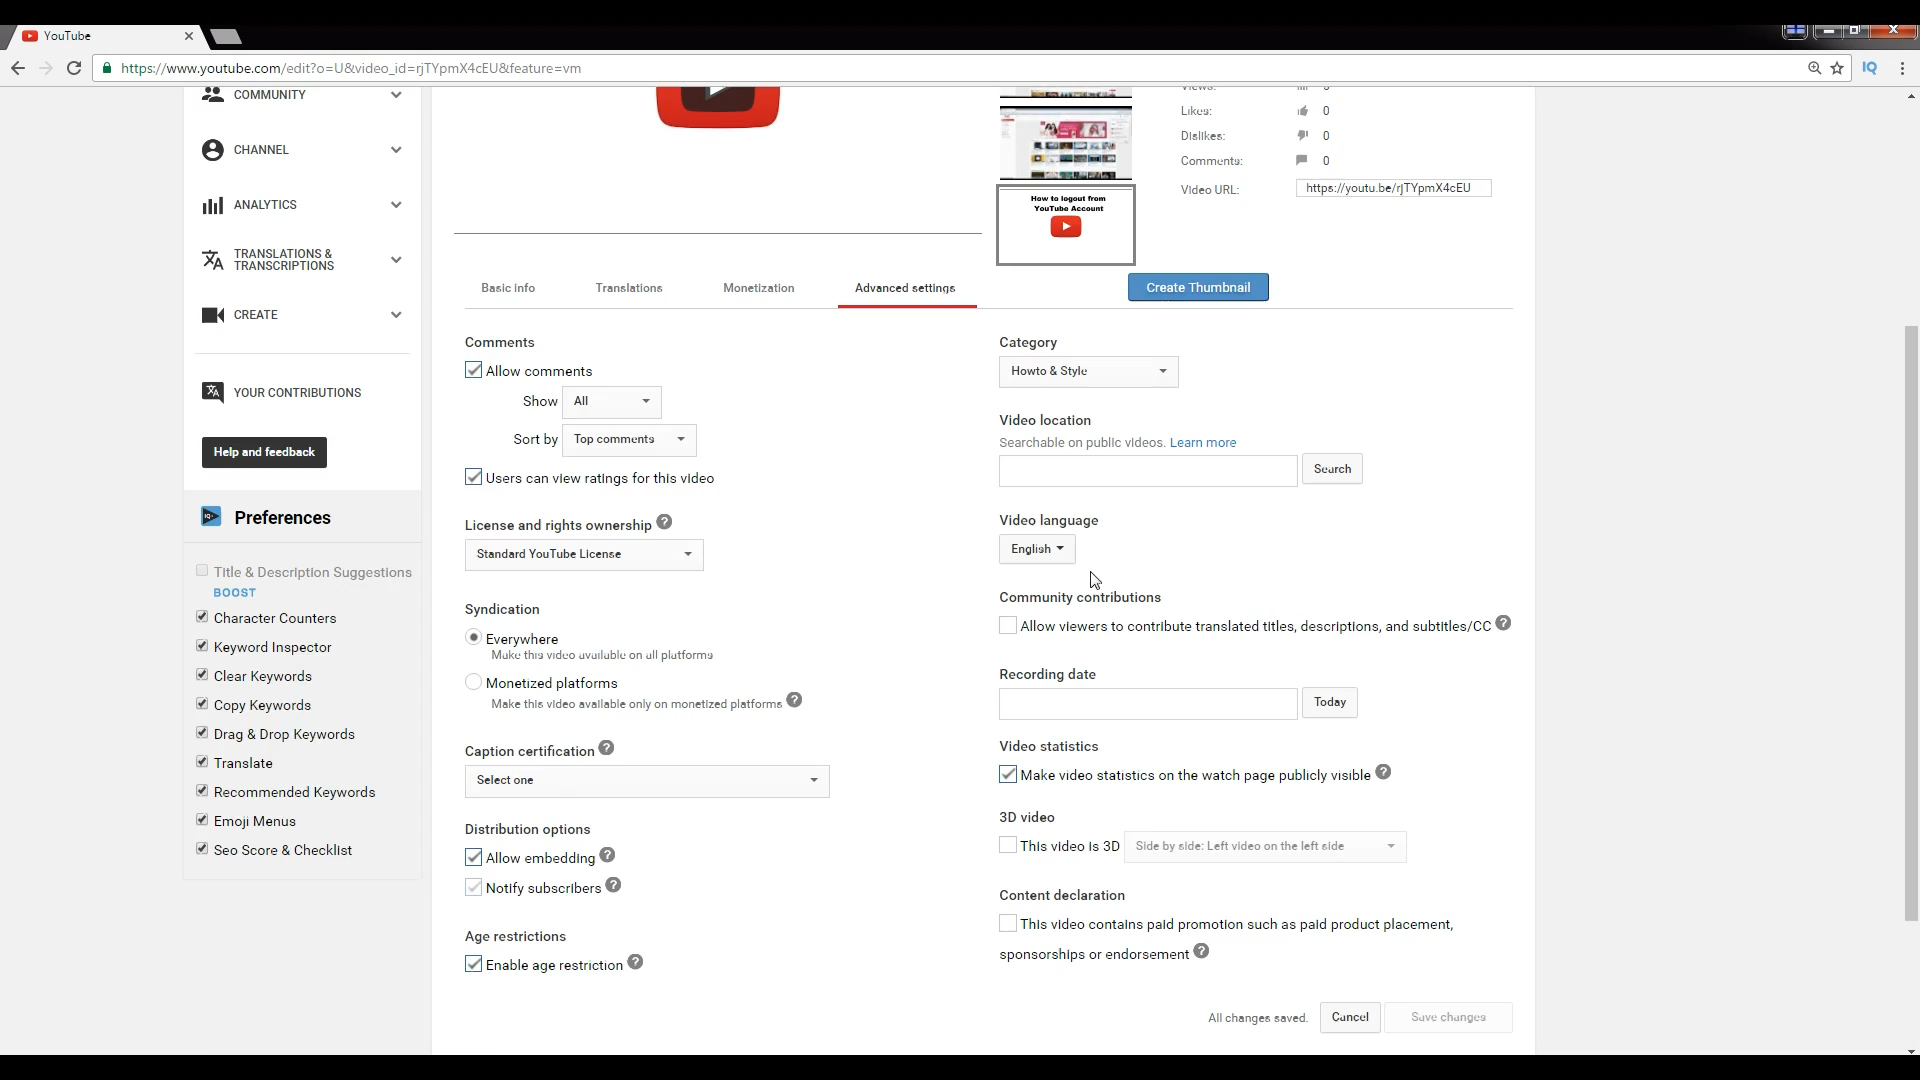 YouTube
https://www.youtube.com/edit?o=U&video_id=rjTYpmX4cEU&feature=vm
IQ
COMMUNITY
CHANNEL
ANALYTICS
TRANSLATIONS &
TRANSCRIPTIONS
CREATE
YOUR CONTRIBUTIONS
Help and feedback
Preferences
Title & Description Suggestions
BOOST
Character Counters
Keyword Inspector
Clear Keywords
Copy Keywords
Drag & Drop Keywords
Translate
Recommended Keywords
Emoji Menus
Seo Score & Checklist
How to logout from
YouTube Account
Views:
Likes: 0
Dislikes: 0
Comments: 0
Video URL: https://youtu.be/rjTYpmX4cEU
Basic info Translations Monetization Advanced settings Create Thumbnail
Comments
Allow comments
Show All
Sort by Top comments
Users can view ratings for this video
License and rights ownership ?
Standard YouTube License
Syndication
Everywhere
Make this video available on all platforms
Monetized platforms
Make this video available only on monetized platforms ?
Caption certification ?
Select one
Distribution options
Allow embedding ?
Notify subscribers ?
Age restrictions
Enable age restriction ?
Category
Howto & Style
Video location
Searchable on public videos. Learn more
Search
Video language
English
Community contributions
Allow viewers to contribute translated titles, descriptions, and subtitles/CC ?
Recording date
Today
Video statistics
Make video statistics on the watch page publicly visible ?
3D video
This video is 3D Side by side: Left video on the left side
Content declaration
This video contains paid promotion such as paid product placement,
sponsorships or endorsement ?
All changes saved. Cancel Save changes